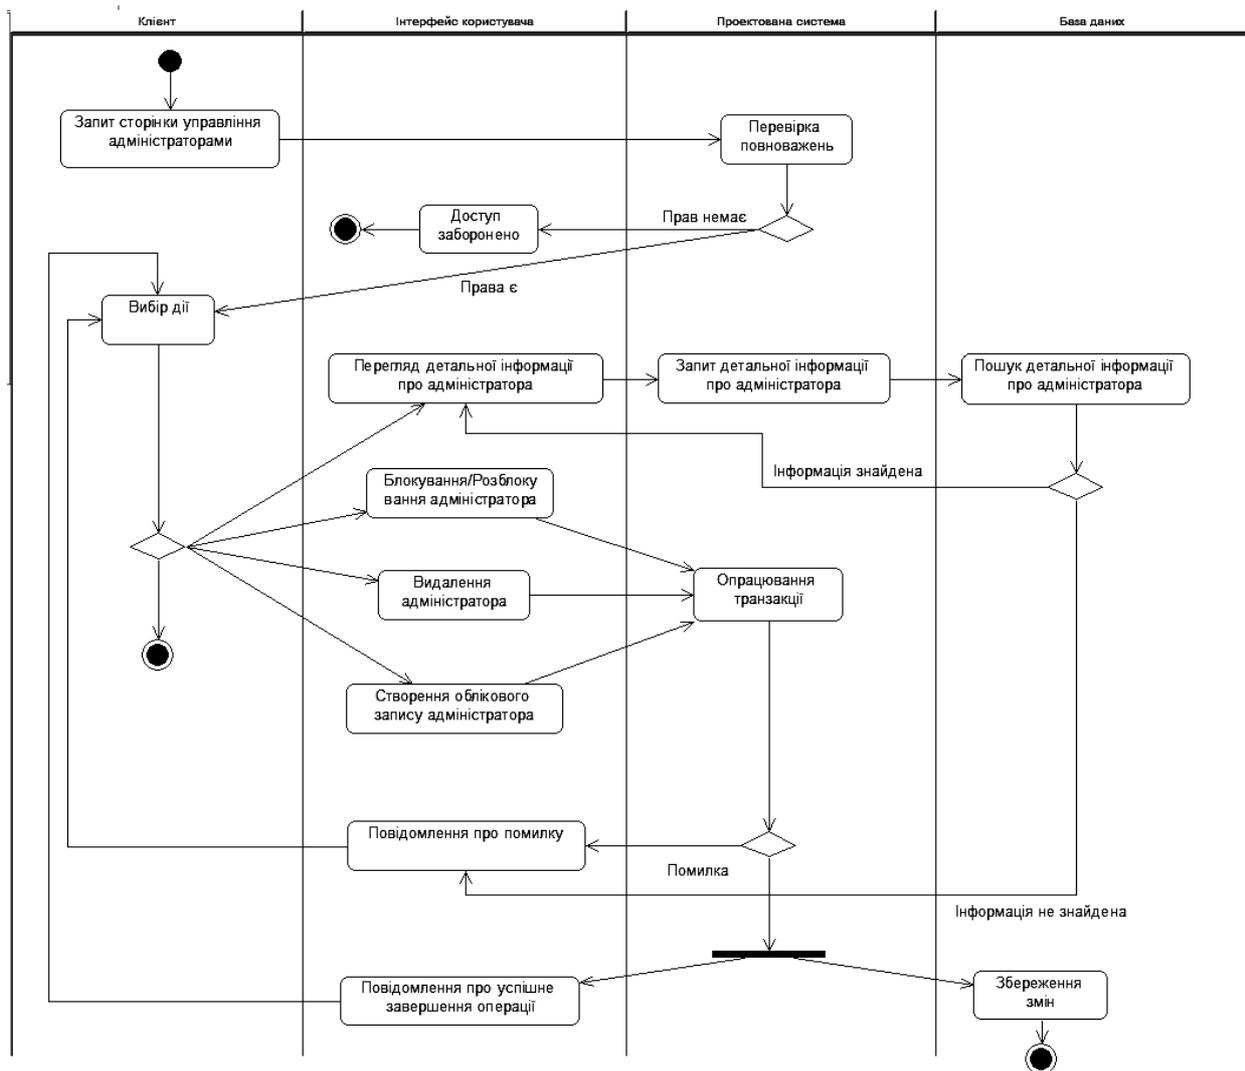 Клієнт
Інтерфейс користувача
Проектована система
База даних
Запит сторінки управління
адміністраторами
Перевірка
повноважень
Доступ
заборонено
Прав немає
Права є
Вибір дії
Перегляд детальної інформації
про адміністратора
Запит детальної інформації
про адміністратора
Пошук детальної інформації
про адміністратора
Інформація знайдена
Блокування/Розблоку
вання адміністратора
Видалення
адміністратора
Опрацювання
транзакції
Створення облікового
запису адміністратора
Повідомлення про помилку
Помилка
Інформація не знайдена
Повідомлення про успішне
завершення операції
Збереження
змін